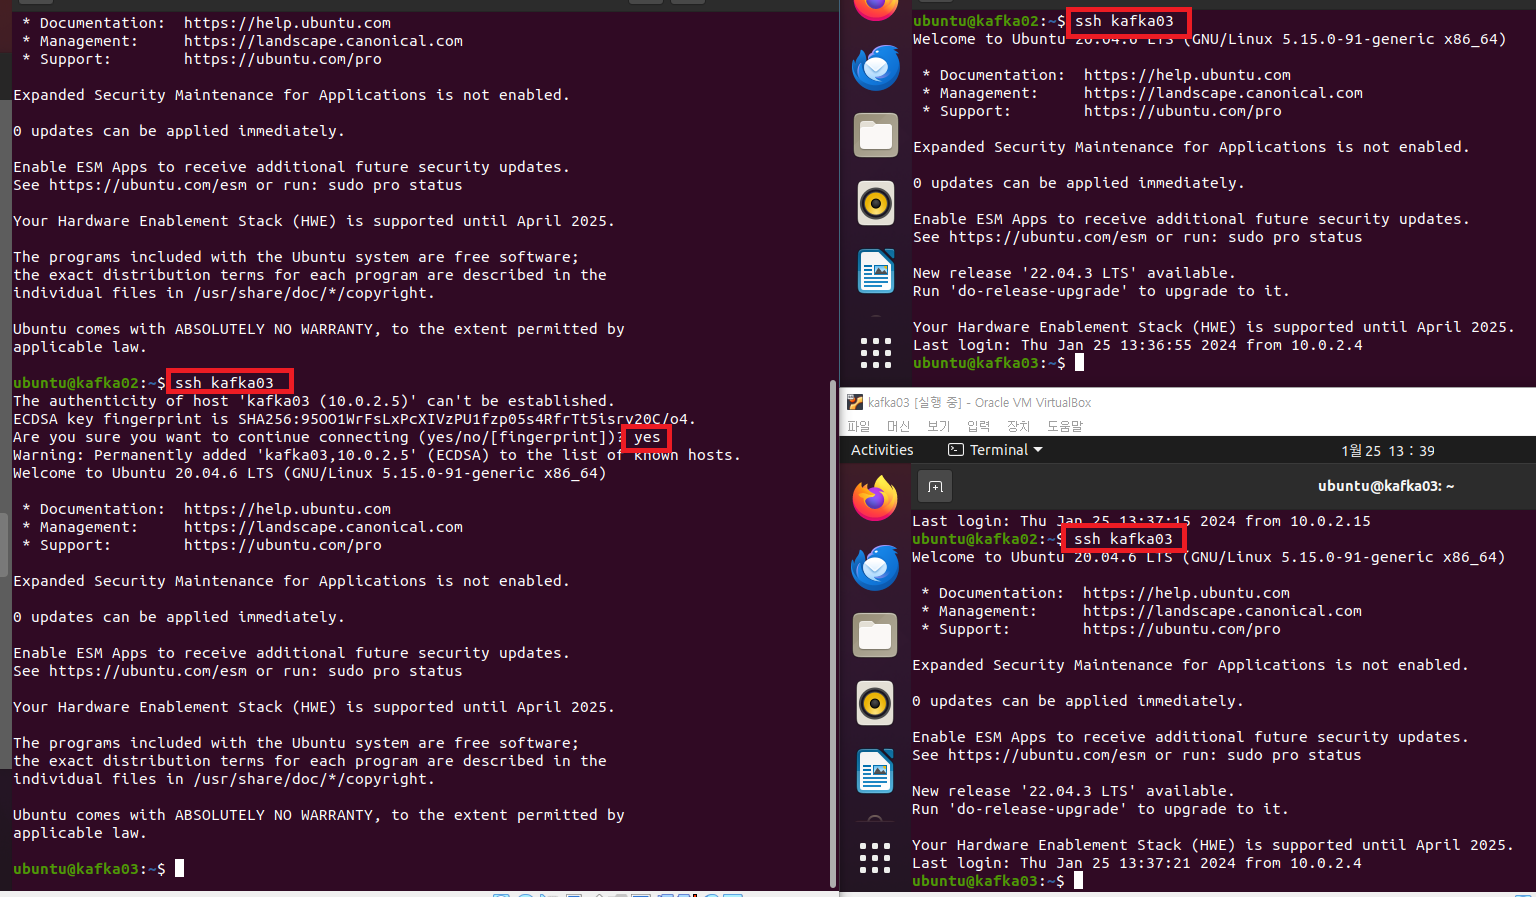 * Documentation:  https://help.ubuntu.com
* Management:     https://landscape.canonical.com
* Support:        https://ubuntu.com/pro
Expanded Security Maintenance for Applications is not enabled.
0 updates can be applied immediately.
Enable ESM Apps to receive additional future security updates.
See https://ubuntu.com/esm or run: sudo pro status
Your Hardware Enablement Stack (HWE) is supported until April 2025.
The programs included with the Ubuntu system are free software;
the exact distribution terms for each program are described in the
individual files in /usr/share/doc/*/copyright.
Ubuntu comes with ABSOLUTELY NO WARRANTY, to the extent permitted by
applicable law.
ubuntu@kafka02:~$ ssh kafka03
The authenticity of host 'kafka03 (10.0.2.5)' can't be established.
ECDSA key fingerprint is SHA256:95OO1WrFsLxPcXIVzPU1fzp05s4RfrTt5isrv20C/o4.
Are you sure you want to continue connecting (yes/no/[fingerprint])? yes
Warning: Permanently added 'kafka03,10.0.2.5' (ECDSA) to the list of known hosts.
Welcome to Ubuntu 20.04.6 LTS (GNU/Linux 5.15.0-91-generic x86_64)
* Documentation:  https://help.ubuntu.com
* Management:     https://landscape.canonical.com
* Support:        https://ubuntu.com/pro
Expanded Security Maintenance for Applications is not enabled.
0 updates can be applied immediately.
Enable ESM Apps to receive additional future security updates.
See https://ubuntu.com/esm or run: sudo pro status
Your Hardware Enablement Stack (HWE) is supported until April 2025.
The programs included with the Ubuntu system are free software;
the exact distribution terms for each program are described in the
individual files in /usr/share/doc/*/copyright.
Ubuntu comes with ABSOLUTELY NO WARRANTY, to the extent permitted by
applicable law.
ubuntu@kafka03:~$
ubuntu@kafka02:~$ ssh kafka03
Welcome to Ubuntu 20.04.6 LTS (GNU/Linux 5.15.0-91-generic x86_64)
* Documentation:  https://help.ubuntu.com
* Management:     https://landscape.canonical.com
* Support:        https://ubuntu.com/pro
Expanded Security Maintenance for Applications is not enabled.
0 updates can be applied immediately.
Enable ESM Apps to receive additional future security updates.
See https://ubuntu.com/esm or run: sudo pro status
New release '22.04.3 LTS' available.
Run 'do-release-upgrade' to upgrade to it.
Your Hardware Enablement Stack (HWE) is supported until April 2025.
Last login: Thu Jan 25 13:36:55 2024 from 10.0.2.4
ubuntu@kafka03:~$
kafka03 [실행 중] - Oracle VM VirtualBox
파일 머신 보기 입력 장치 도움말
Activities Terminal 1월 25 13 : 39
ubuntu@kafka03: ~
Last login: Thu Jan 25 13:37:15 2024 from 10.0.2.15
ubuntu@kafka02:~$ ssh kafka03
Welcome to Ubuntu 20.04.6 LTS (GNU/Linux 5.15.0-91-generic x86_64)
* Documentation:  https://help.ubuntu.com
* Management:     https://landscape.canonical.com
* Support:        https://ubuntu.com/pro
Expanded Security Maintenance for Applications is not enabled.
0 updates can be applied immediately.
Enable ESM Apps to receive additional future security updates.
See https://ubuntu.com/esm or run: sudo pro status
New release '22.04.3 LTS' available.
Run 'do-release-upgrade' to upgrade to it.
Your Hardware Enablement Stack (HWE) is supported until April 2025.
Last login: Thu Jan 25 13:37:21 2024 from 10.0.2.4
ubuntu@kafka03:~$